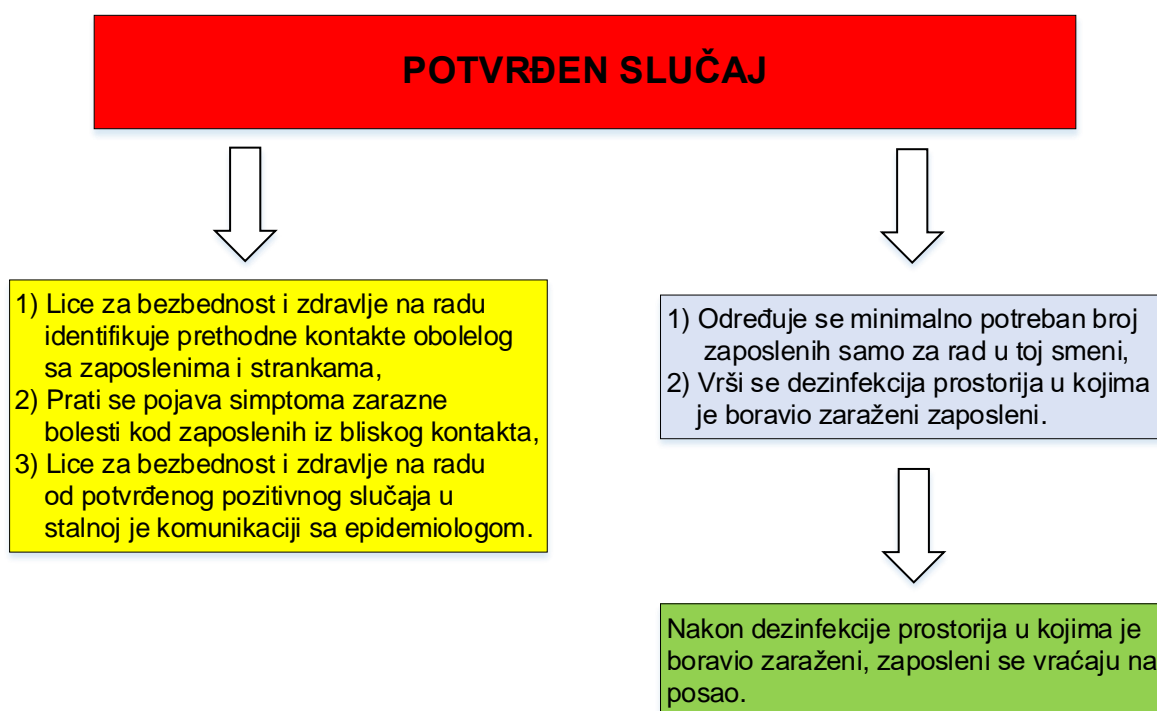 POTVRĐEN SLUČAJ
1) Lice za bezbednost i zdravlje na radu
identifikuje prethodne kontakte obolelog
sa zaposlenima i strankama,
2) Prati se pojava simptoma zarazne
bolesti kod zaposlenih iz bliskog kontakta,
3) Lice za bezbednost i zdravlje na radu
od potvrđenog pozitivnog slučaja u
stalnoj je komunikaciji sa epidemiologom.
1) Određuje se minimalno potreban broj
zaposlenih samo za rad u toj smeni,
2) Vrši se dezinfekcija prostorija u kojima
je boravio zaraženi zaposleni.
Nakon dezinfekcije prostorija u kojima je
boravio zaraženi, zaposleni se vraćaju na
posao.